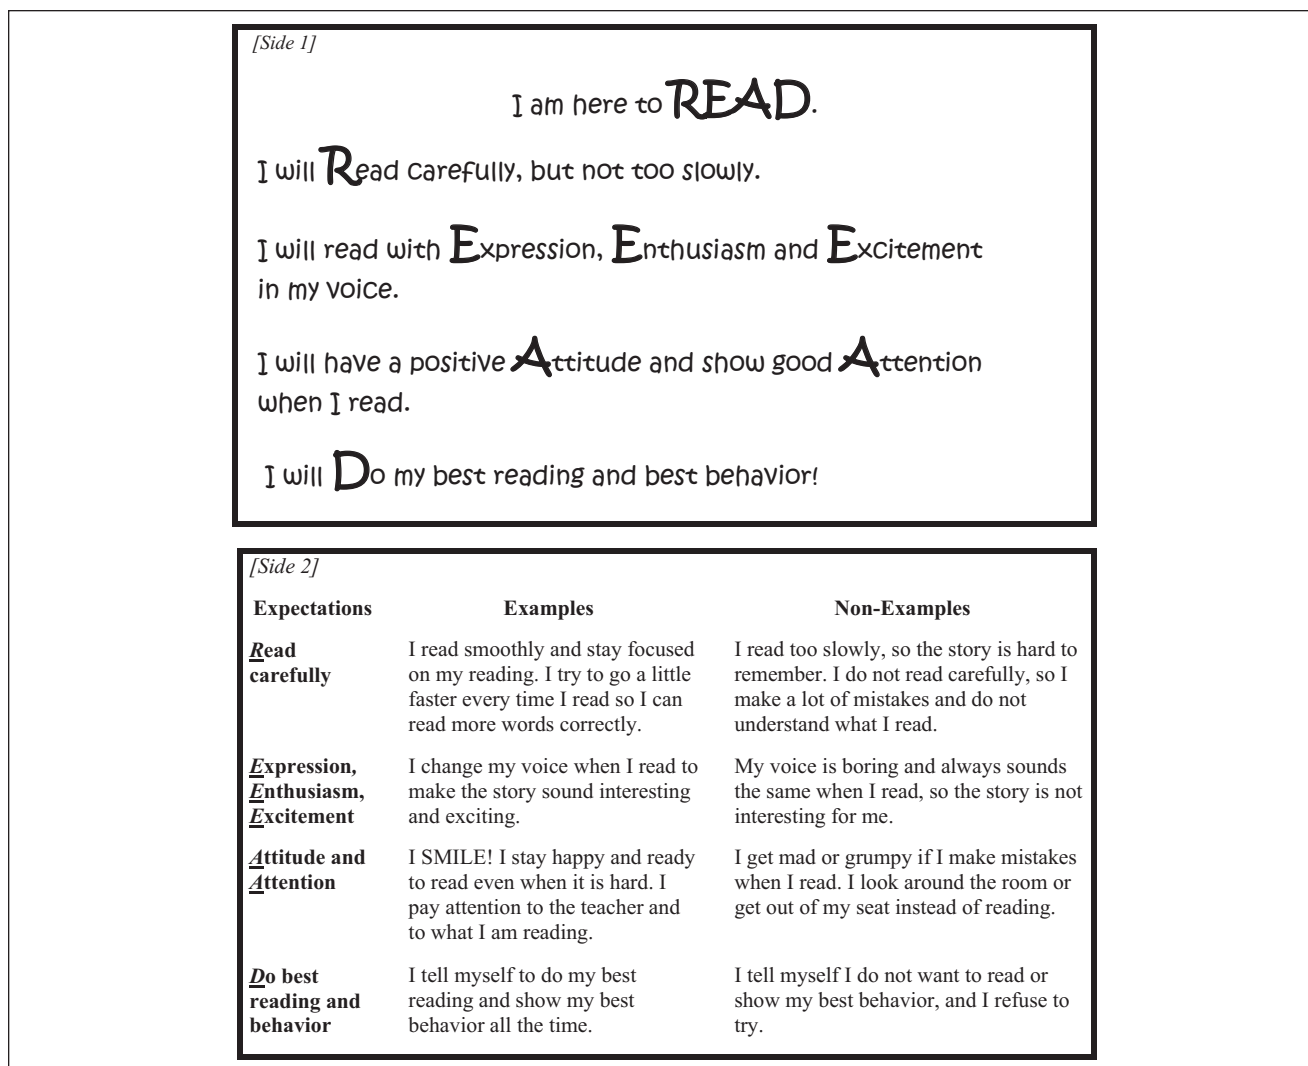 [Side 1]
I am here to READ.
I will Read carefully, but not too slowly.
I will read with Expression, Enthusiasm and Excitement
in my voice.
I will have a positive Attitude and show good Attention
when I read.
I will Do my best reading and best behavior!
[Side 2]
Expectations Examples Non-Examples
Read
carefully
I read smoothly and stay focused
on my reading. I try to go a little
faster every time I read so I can
read more words correctly.
I read too slowly, so the story is hard to
remember. I do not read carefully, so I
make a lot of mistakes and do not
understand what I read.
Expression,
Enthusiasm,
Excitement
I change my voice when I read to
make the story sound interesting
and exciting.
My voice is boring and always sounds
the same when I read, so the story is not
interesting for me.
Attitude and
Attention
I SMILE! I stay happy and ready
to read even when it is hard. I
pay attention to the teacher and
to what I am reading.
I get mad or grumpy if I make mistakes
when I read. I look around the room or
get out of my seat instead of reading.
Do best
reading and
behavior
I tell myself to do my best
reading and show my best
behavior all the time.
I tell myself I do not want to read or
show my best behavior, and I refuse to
try.